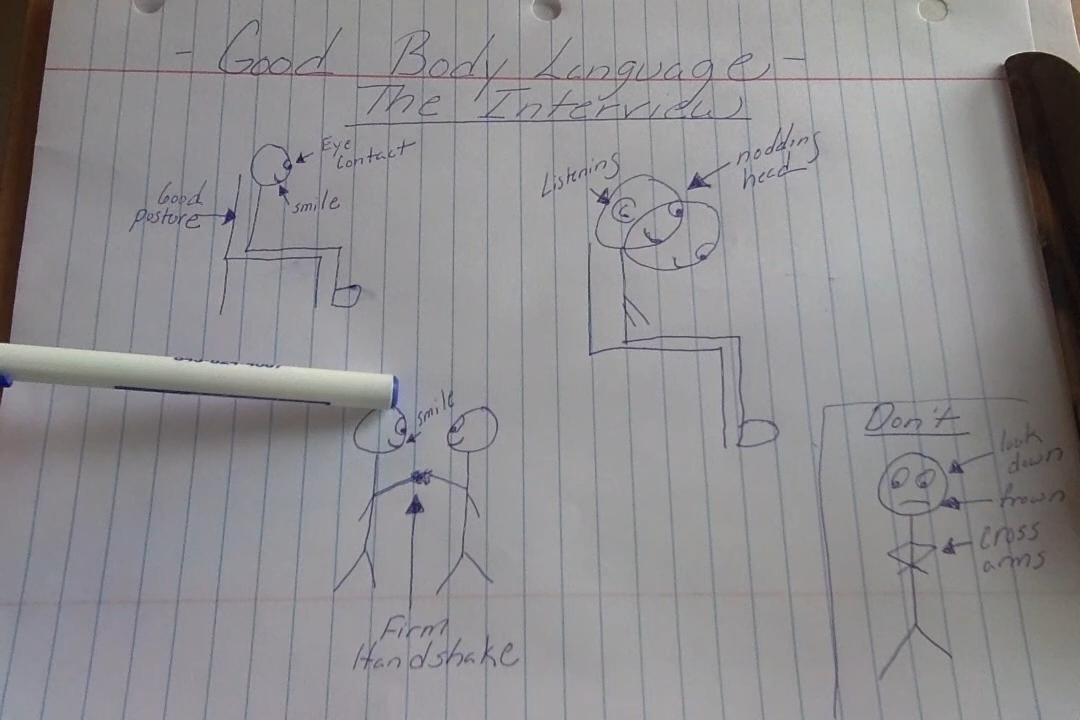 - Good Body Language -
The Interview
Eye
Contact
smile
Good
Posture
Listening
nodding
head
smile
Firm
Handshake
Don't
look
down
frown
cross
arms